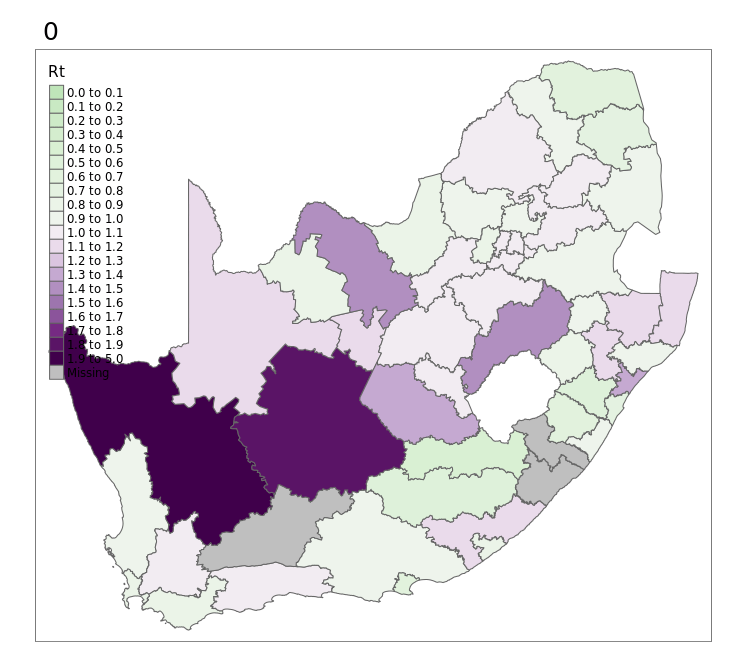 0
Rt
0.0 to 0.1
0.1 to 0.2
0.2 to 0.3
0.3 to 0.4
0.4 to 0.5
0.5 to 0.6
0.6 to 0.7
0.7 to 0.8
0.8 to 0.9
0.9 to 1.0
1.0 to 1.1
1.1 to 1.2
1.2 to 1.3
1.3 to 1.4
1.4 to 1.5
1.5 to 1.6
1.6 to 1.7
1.7 to 1.8
1.8 to 1.9
1.9 to 5.0
Missing